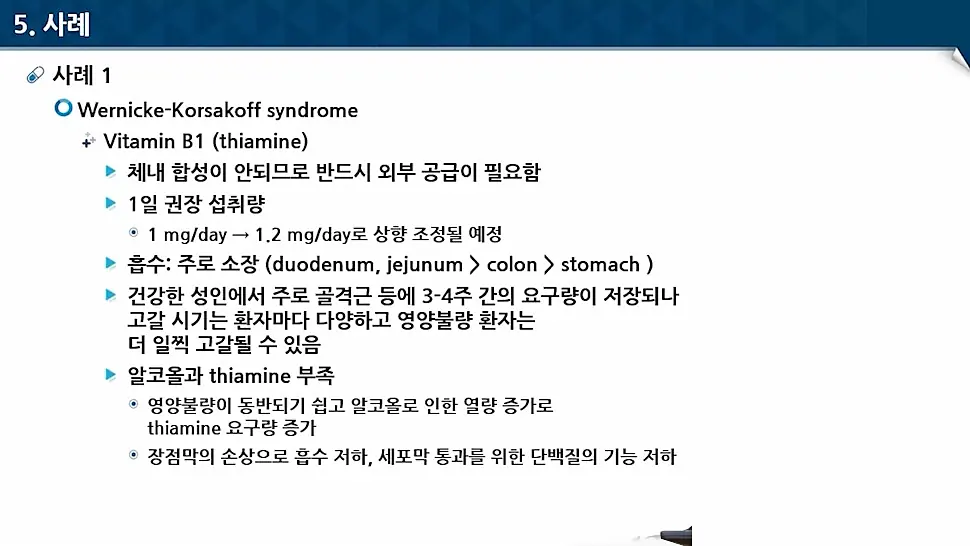 5. 사례
사례 1
Wernicke-Korsakoff syndrome
Vitamin B1 (thiamine)
체내 합성이 안되므로 반드시 외부 공급이 필요함
1일 권장 섭취량
1 mg/day → 1.2 mg/day로 상향 조정될 예정
흡수: 주로 소장 (duodenum, jejunum > colon > stomach )
건강한 성인에서 주로 골격근 등에 3-4주 간의 요구량이 저장되나
고갈 시기는 환자마다 다양하고 영양불량 환자는
더 일찍 고갈될 수 있음
알코올과 thiamine 부족
영양불량이 동반되기 쉽고 알코올로 인한 열량 증가로
thiamine 요구량 증가
장점막의 손상으로 흡수 저하, 세포막 통과를 위한 단백질의 기능 저하